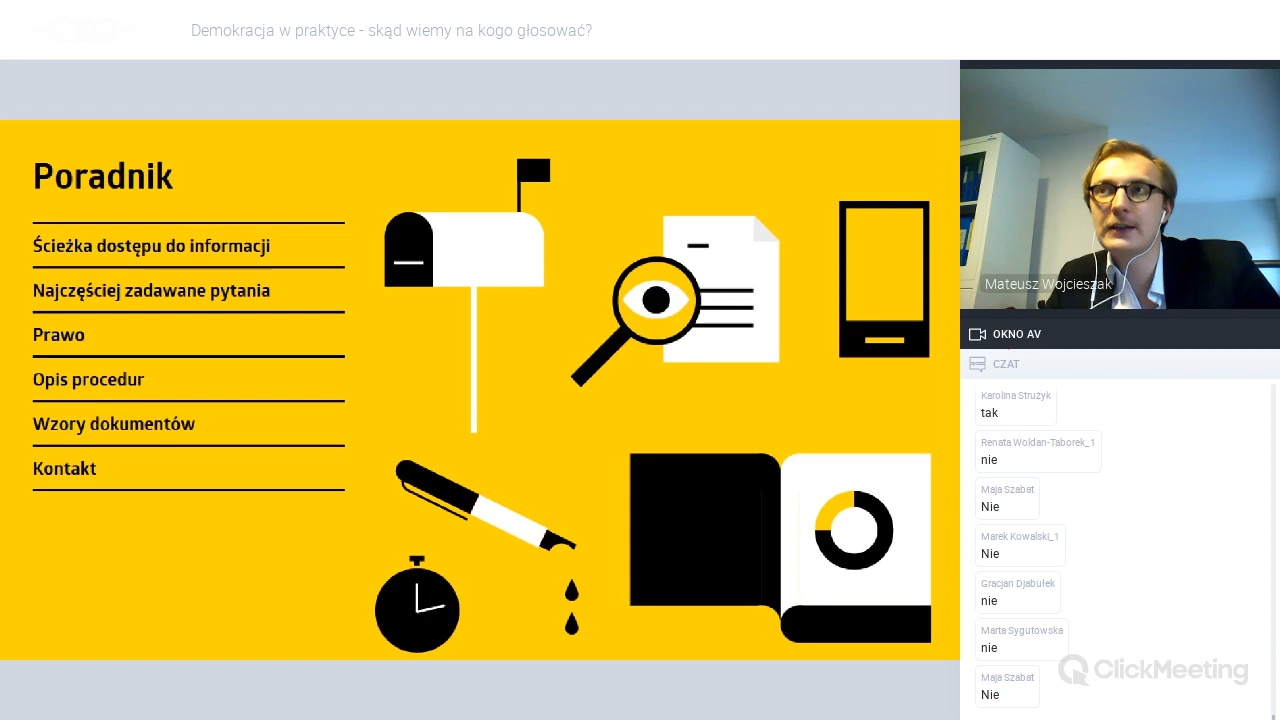 Demokracja w praktyce - skąd wiemy na kogo głosować?
Poradnik
Ścieżka dostępu do informacji
Najczęściej zadawane pytania
Prawo
Opis procedur
Wzory dokumentów
Kontakt
Mateusz Wojcieszak
OKNO AV
CZAT
Karolina Strużyk
tak
Renata Woldan-Taborek_1
nie
Maja Szabat
Nie
Marek Kowalski_1
Nie
Gracjan Djabułek
nie
Marta Sygutowska
nie
Maja Szabat
Nie
ClickMeeting